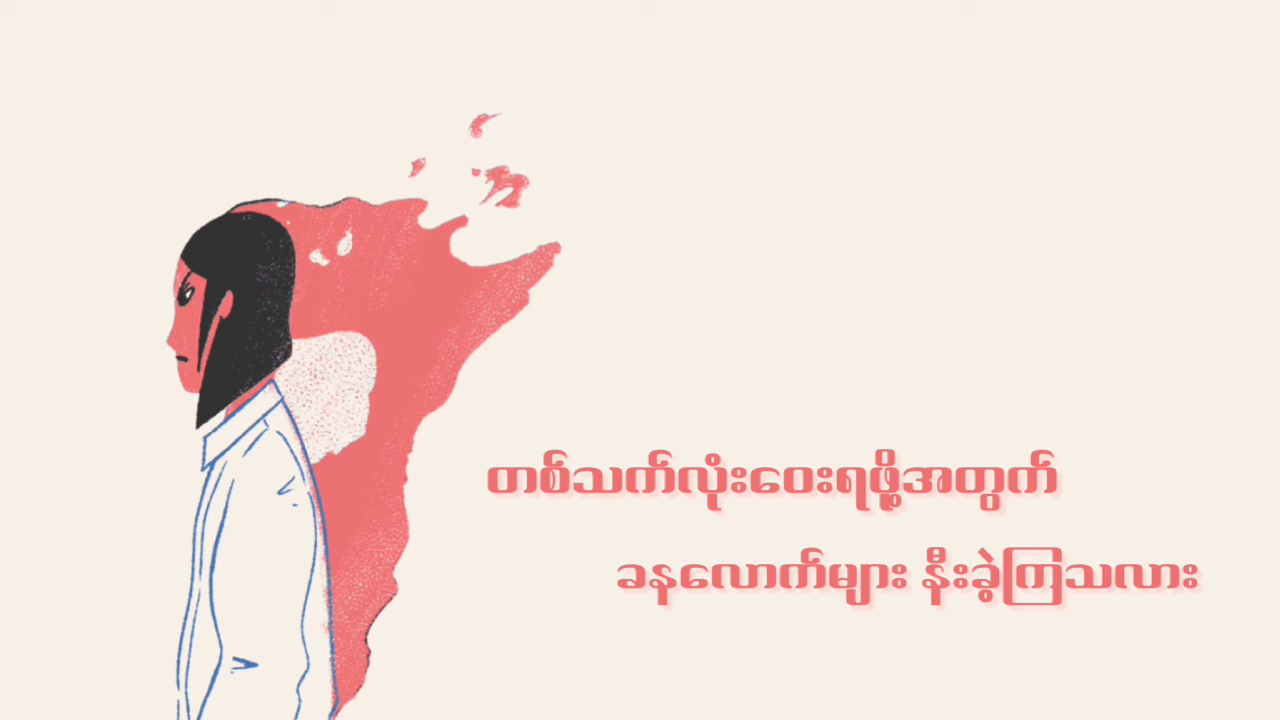 တစ်သက်လုံးဝေးရဖို့အတွက်
ခနလောက်များ နီးခဲ့ကြသလား